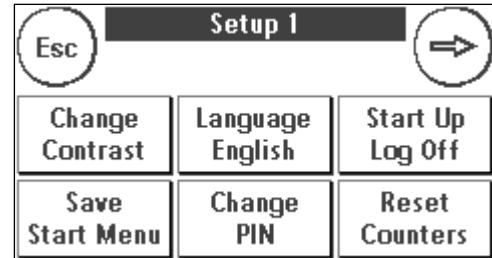 Esc
Setup 1
Change
Contrast
Language
English
Start Up
Log Off
Save
Start Menu
Change
PIN
Reset
Counters